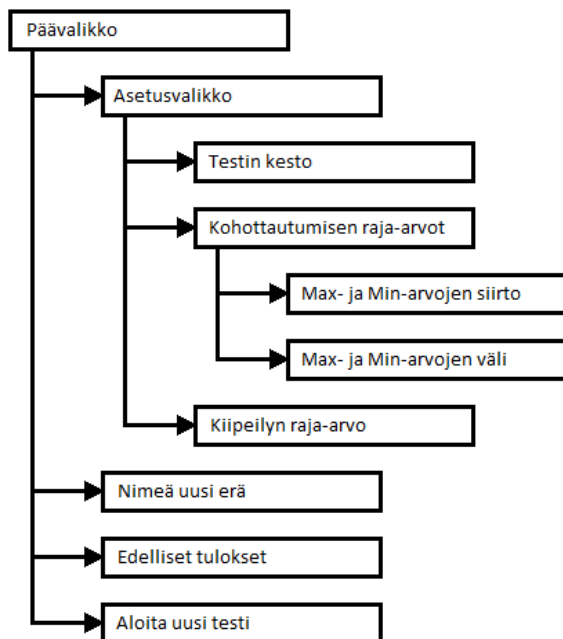 Päävalikko
Asetusvalikko
Testin kesto
Kohottautumisen raja-arvot
Max- ja Min-arvojen siirto
Max- ja Min-arvojen väli
Kiipeilyn raja-arvo
Nimeä uusi erä
Edelliset tulokset
Aloita uusi testi